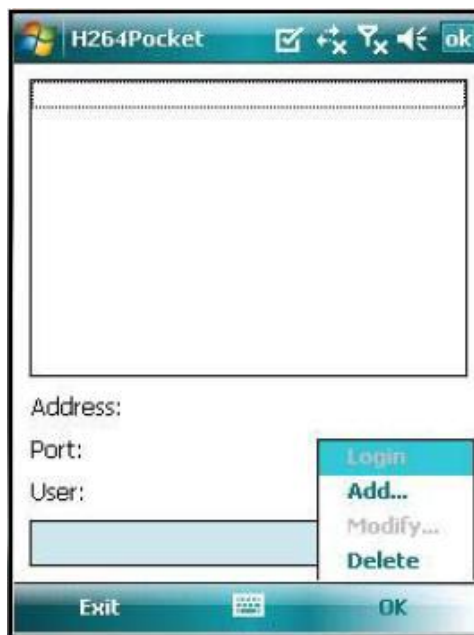 H264Pocket ok
Address:
Port:
User:
Login
Add...
Modify...
Delete
Exit OK